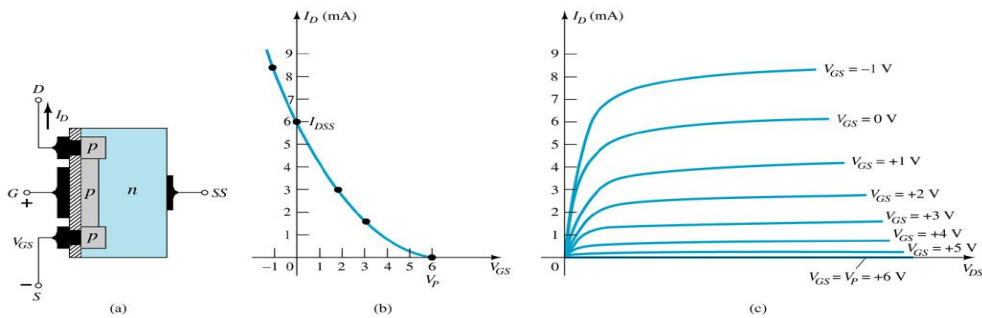 D
I_D
p
p
n
G
SS
+
p
V_GS
−
S
(a)
I_D (mA)
9
8
7
6
I_DSS
5
4
3
2
1
−1 0 1 2 3 4 5 6 V_GS
V_P
(b)
I_D (mA)
9
V_GS = −1 V
8
7
6
V_GS = 0 V
5
4
V_GS = +1 V
3
V_GS = +2 V
2
V_GS = +3 V
1
V_GS = +4 V
V_GS = +5 V
0
V_DS
V_GS = V_P = +6 V
(c)